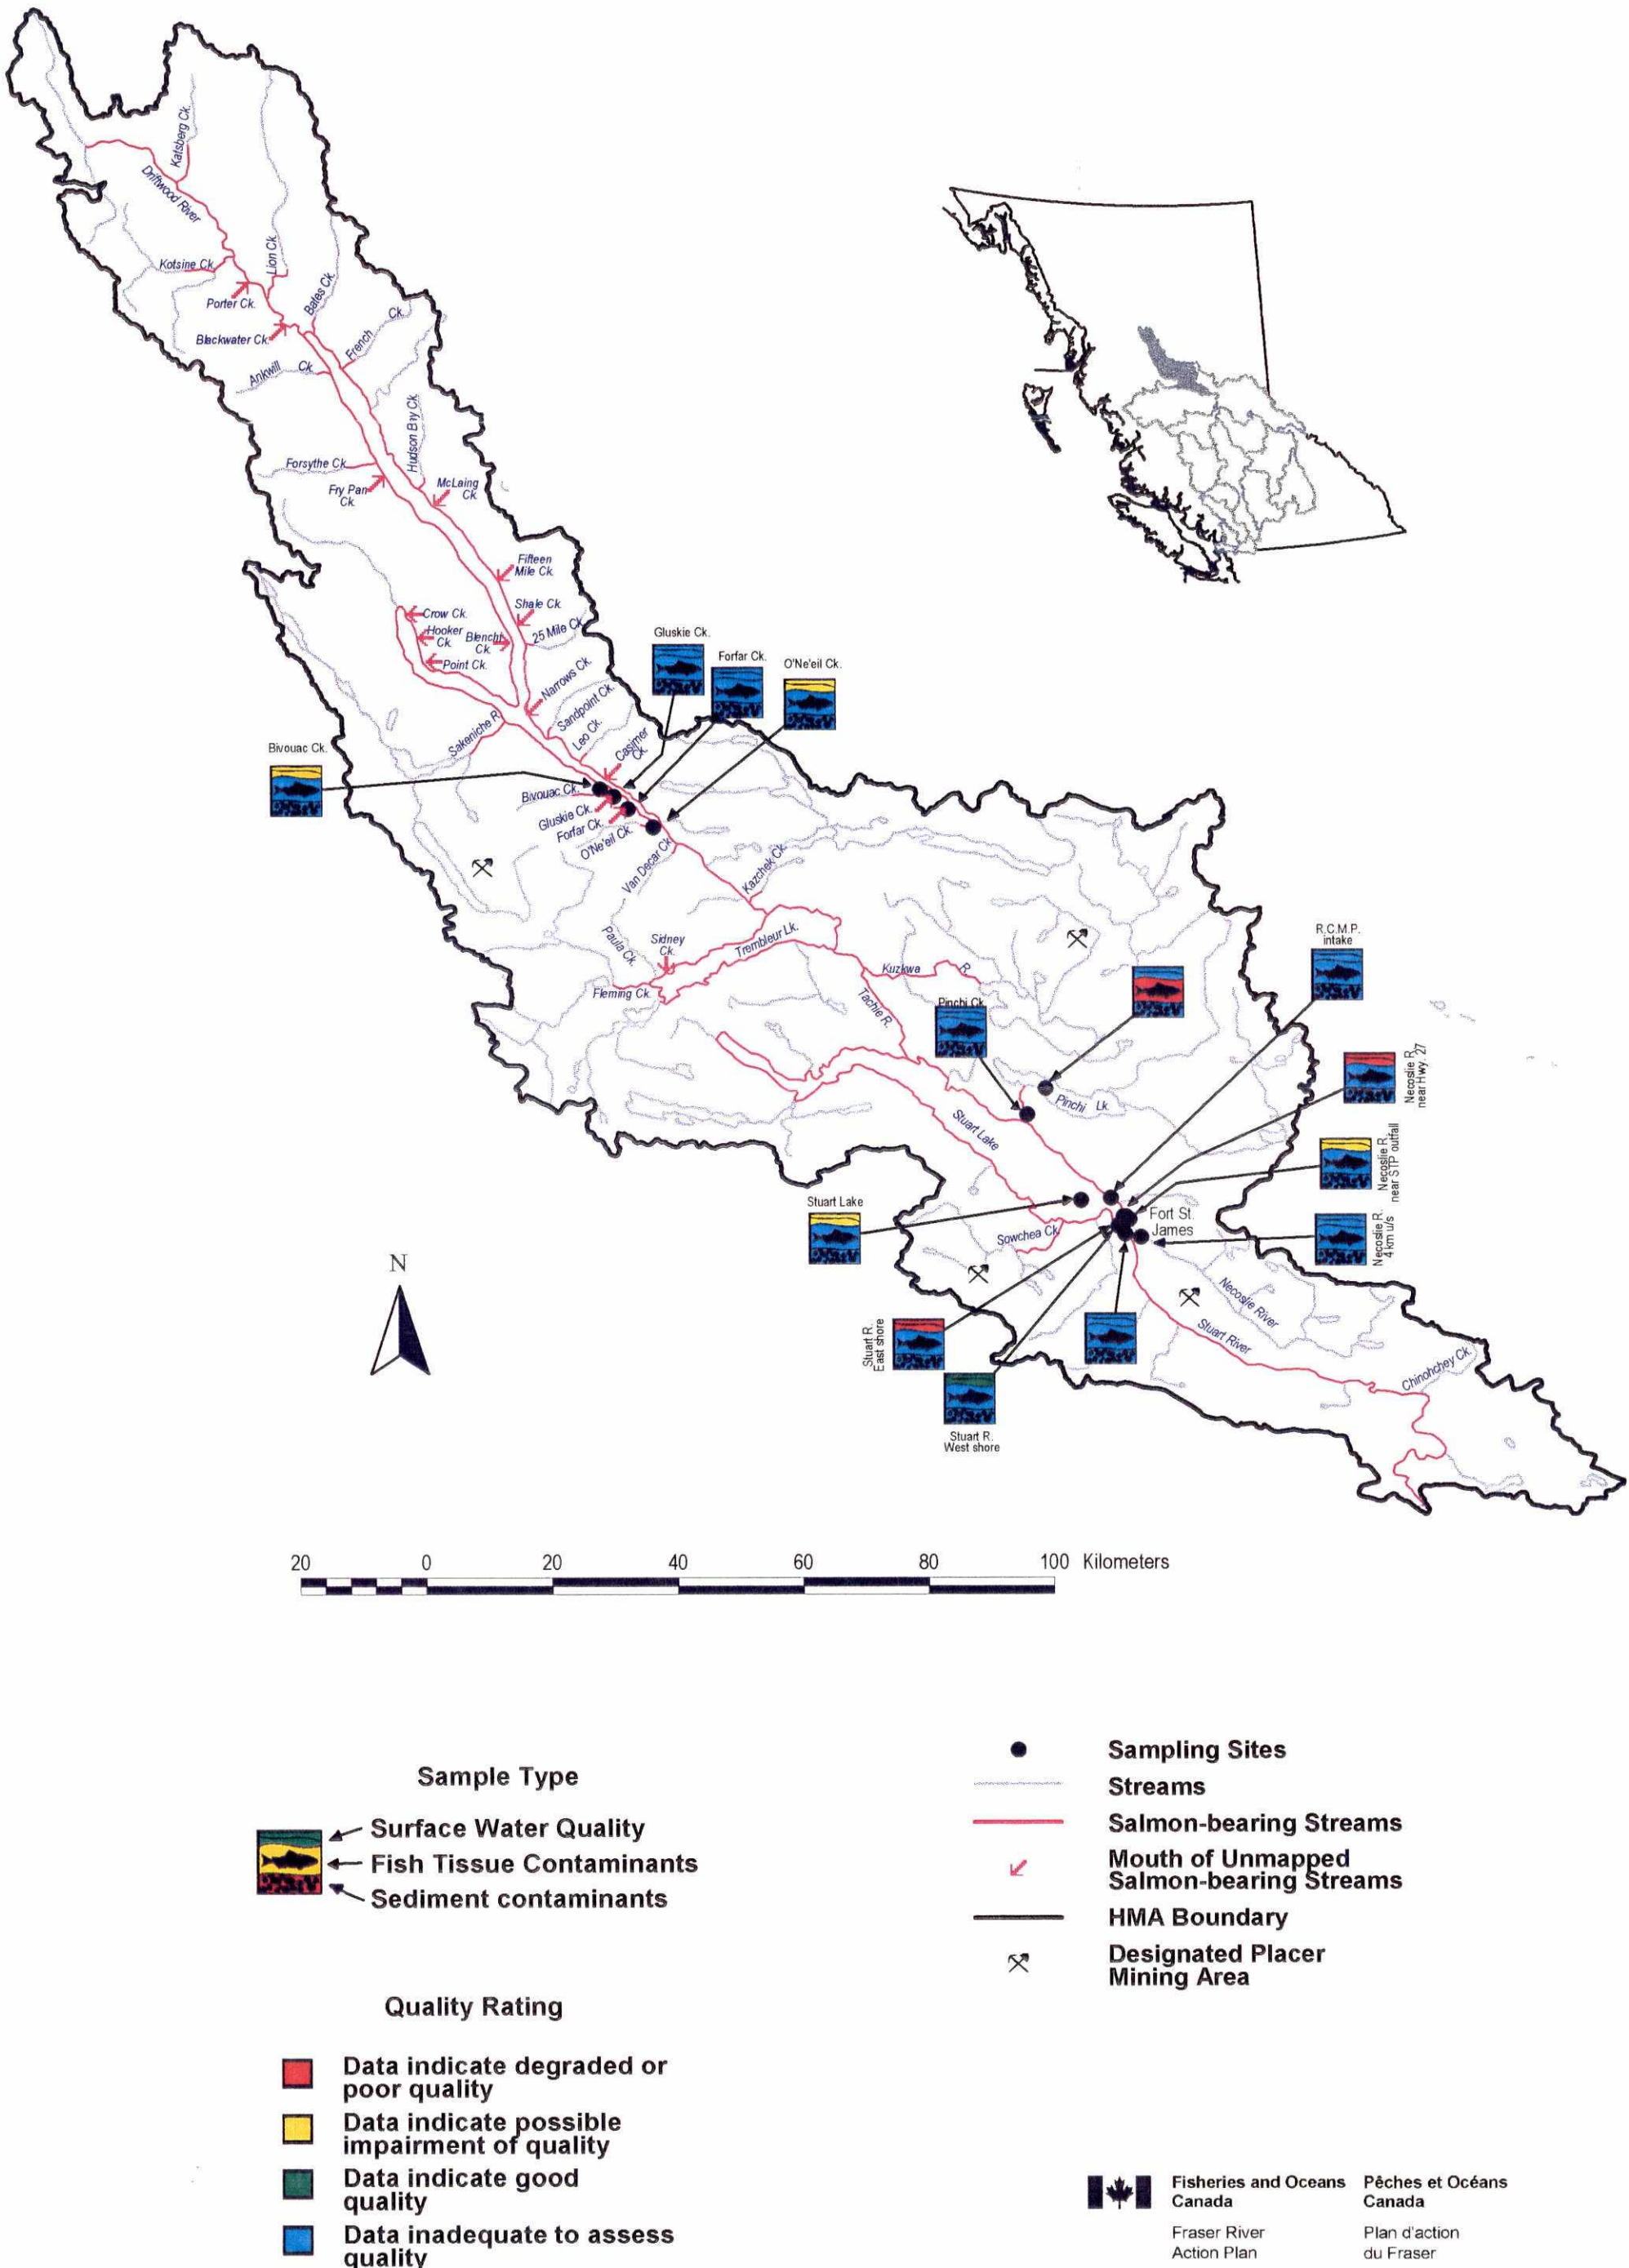 Katsberg Ck.
Driftwood River
Lion Ck.
Kotsine Ck.
Bates Ck.
Porter Ck.
French Ck.
Blackwater Ck.
Ankwill Ck.
Hudson Bay Ck.
Forsythe Ck.
Fry Pan
Ck.
McLaing
Ck.
Fifteen
Mile Ck.
Shale Ck.
Crow Ck.
Hooker
Ck.
Ck.
25 Mile Ck.
Point Ck.
Narrows Ck.
Sandpoint Ck.
Leo Ck.
Casimer
Ck.
Sakeniche R.
Gluskie Ck.
Forfar Ck.
O'Ne'eil Ck.
Bivouac Ck.
Bivouac Ck.
Gluskie Ck.
Forfar Ck.
O'Ne'eil Ck.
Van Decar Ck.
Kazchek Ck.
Paula Ck.
Sidney
Ck.
Trembleur Lk.
Fleming Ck.
Kuzkwa R.
Tachie R.
Pinchi Ck.
Pinchi Lk.
R.C.M.P.
intake
Necoslie R.
near Hwy. 27
Necoslie R.
near STP outfall
Necoslie R.
4 km u/s
Stuart Lake
Stuart Lake
Fort St.
James
Sowchea Ck.
Necoslie River
Stuart River
Chinohchey Ck.
Stuart R.
East shore
Stuart R.
West shore
N
20 0 20 40 60 80 100 Kilometers
Sample Type
Surface Water Quality
Fish Tissue Contaminants
Sediment contaminants
Quality Rating
Data indicate degraded or
poor quality
Data indicate possible
impairment of quality
Data indicate good
quality
Data inadequate to assess
quality
Sampling Sites
Streams
Salmon-bearing Streams
Mouth of Unmapped
Salmon-bearing Streams
HMA Boundary
Designated Placer
Mining Area
Fisheries and Oceans
Canada
Fraser River
Action Plan
Pêches et Océans
Canada
Plan d'action
du Fraser